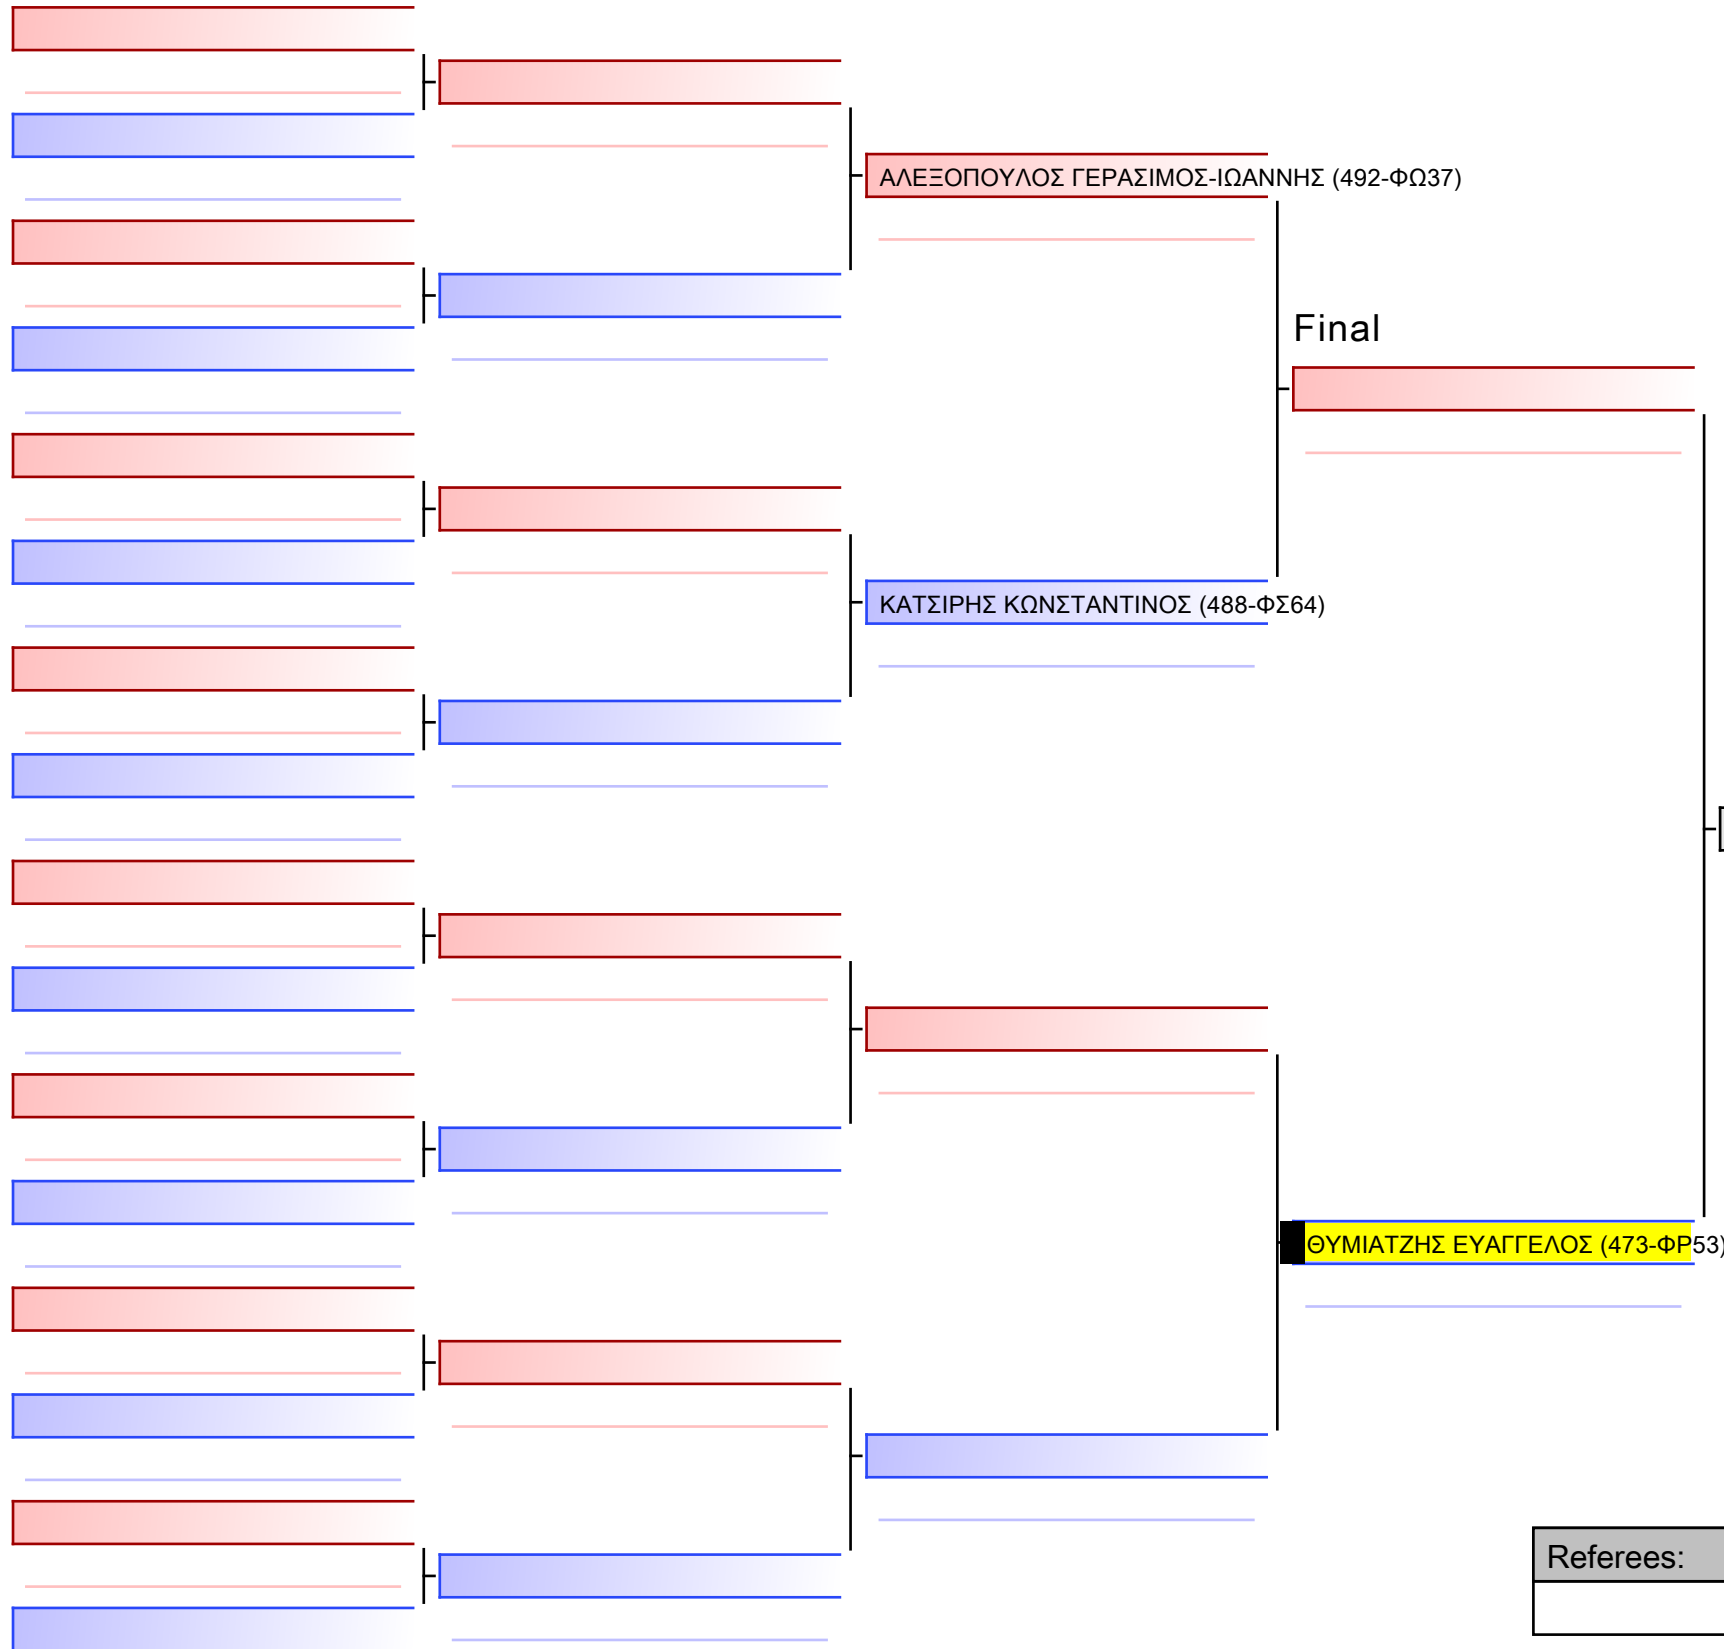 ΑΛΕΞΟΠΟΥΛΟΣ ΓΕΡΑΣΙΜΟΣ-ΙΩΑΝΝΗΣ (492-ΦΩ37)
Final
ΚΑΤΣΙΡΗΣ ΚΩΝΣΤΑΝΤΙΝΟΣ (488-ΦΣ64)
ΘΥΜΙΑΤΖΗΣ ΕΥΑΓΓΕΛΟΣ (473-ΦΡ53)
Referees: